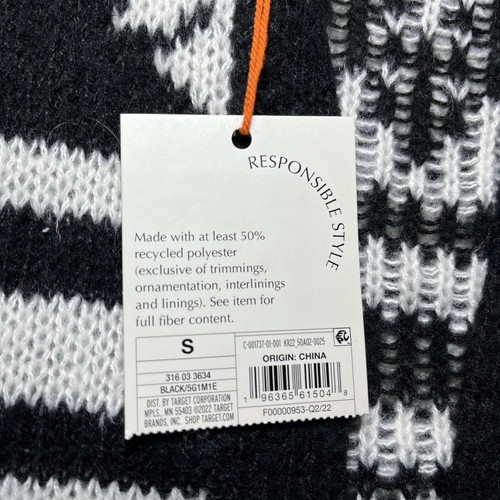 RESPONSIBLE STYLE
Made with at least 50%
recycled polyester
(exclusive of trimmings,
ornamentation, interlinings
and linings). See item for
full fiber content.
S
316 03 3634
BLACK/5G1M1E
DIST. BY TARGET CORPORATION
MPLS, MN 55403 ©2022 TARGET
BRANDS, INC. SHOP TARGET.COM
C-001737-01-001 KR22_50A02-0025
ORIGIN: CHINA
1 96365 61504 8
F00000953-Q2/22